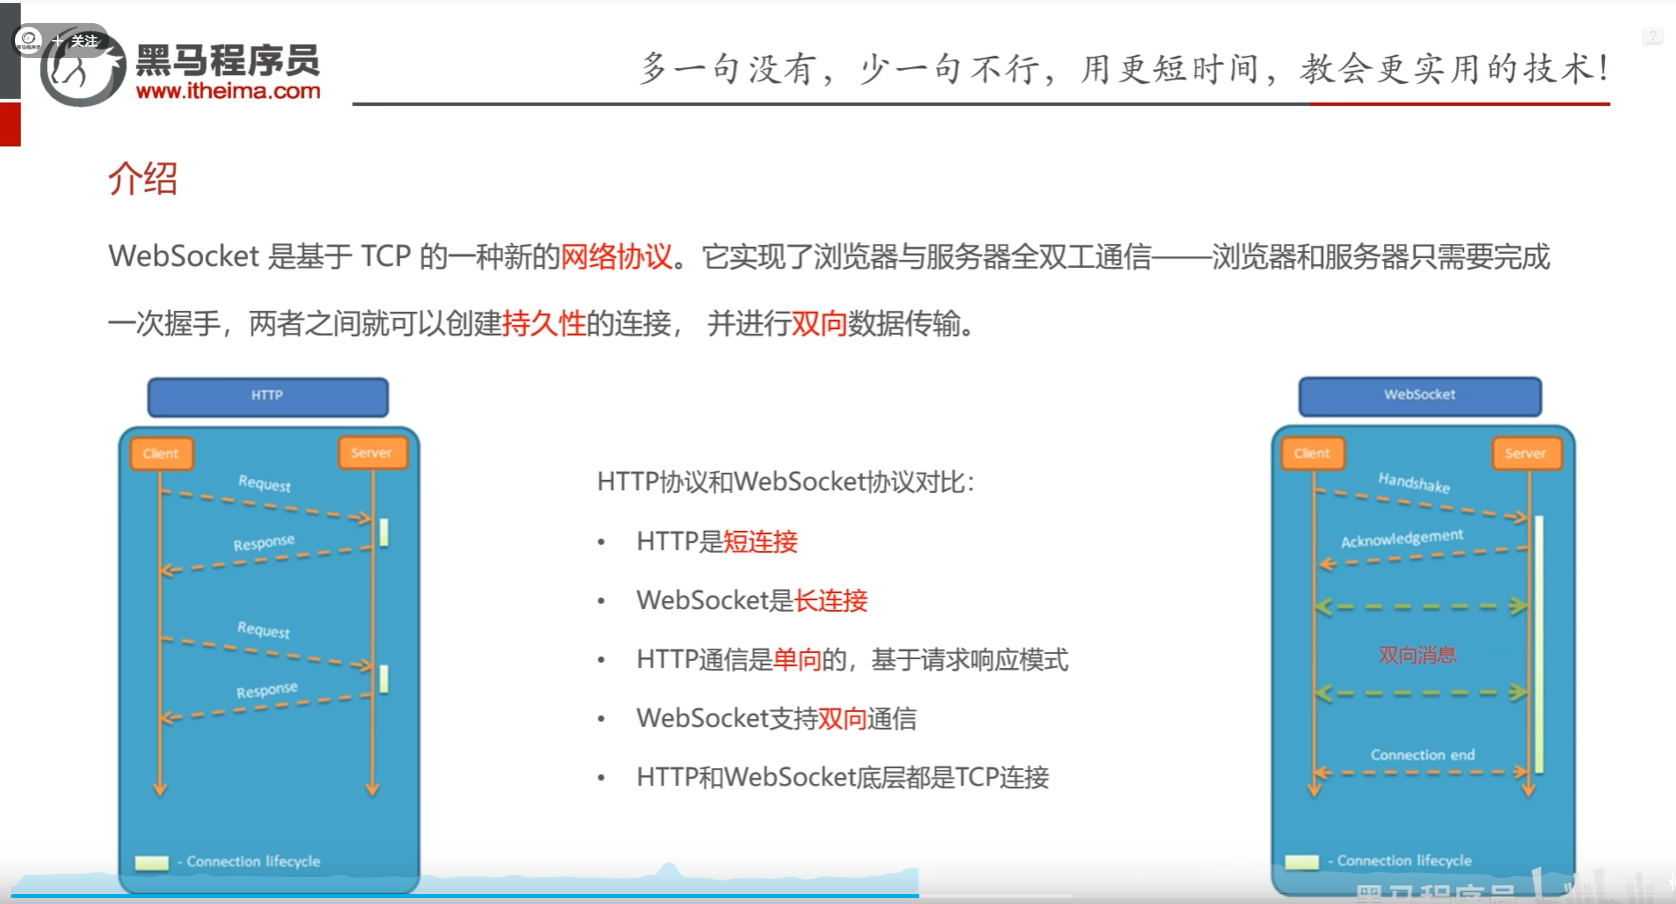 + 关注
黑马程序员
www.itheima.com
多一句没有，少一句不行，用更短时间，教会更实用的技术！
介绍
WebSocket 是基于 TCP 的一种新的网络协议。它实现了浏览器与服务器全双工通信——浏览器和服务器只需要完成
一次握手，两者之间就可以创建持久性的连接， 并进行双向数据传输。
HTTP
Client
Server
Request
Response
Request
Response
- Connection lifecycle
HTTP协议和WebSocket协议对比：
• HTTP是短连接
• WebSocket是长连接
• HTTP通信是单向的，基于请求响应模式
• WebSocket支持双向通信
• HTTP和WebSocket底层都是TCP连接
WebSocket
Client
Server
Handshake
Acknowledgement
双向消息
Connection end
- Connection lifecycle
黑马程序员